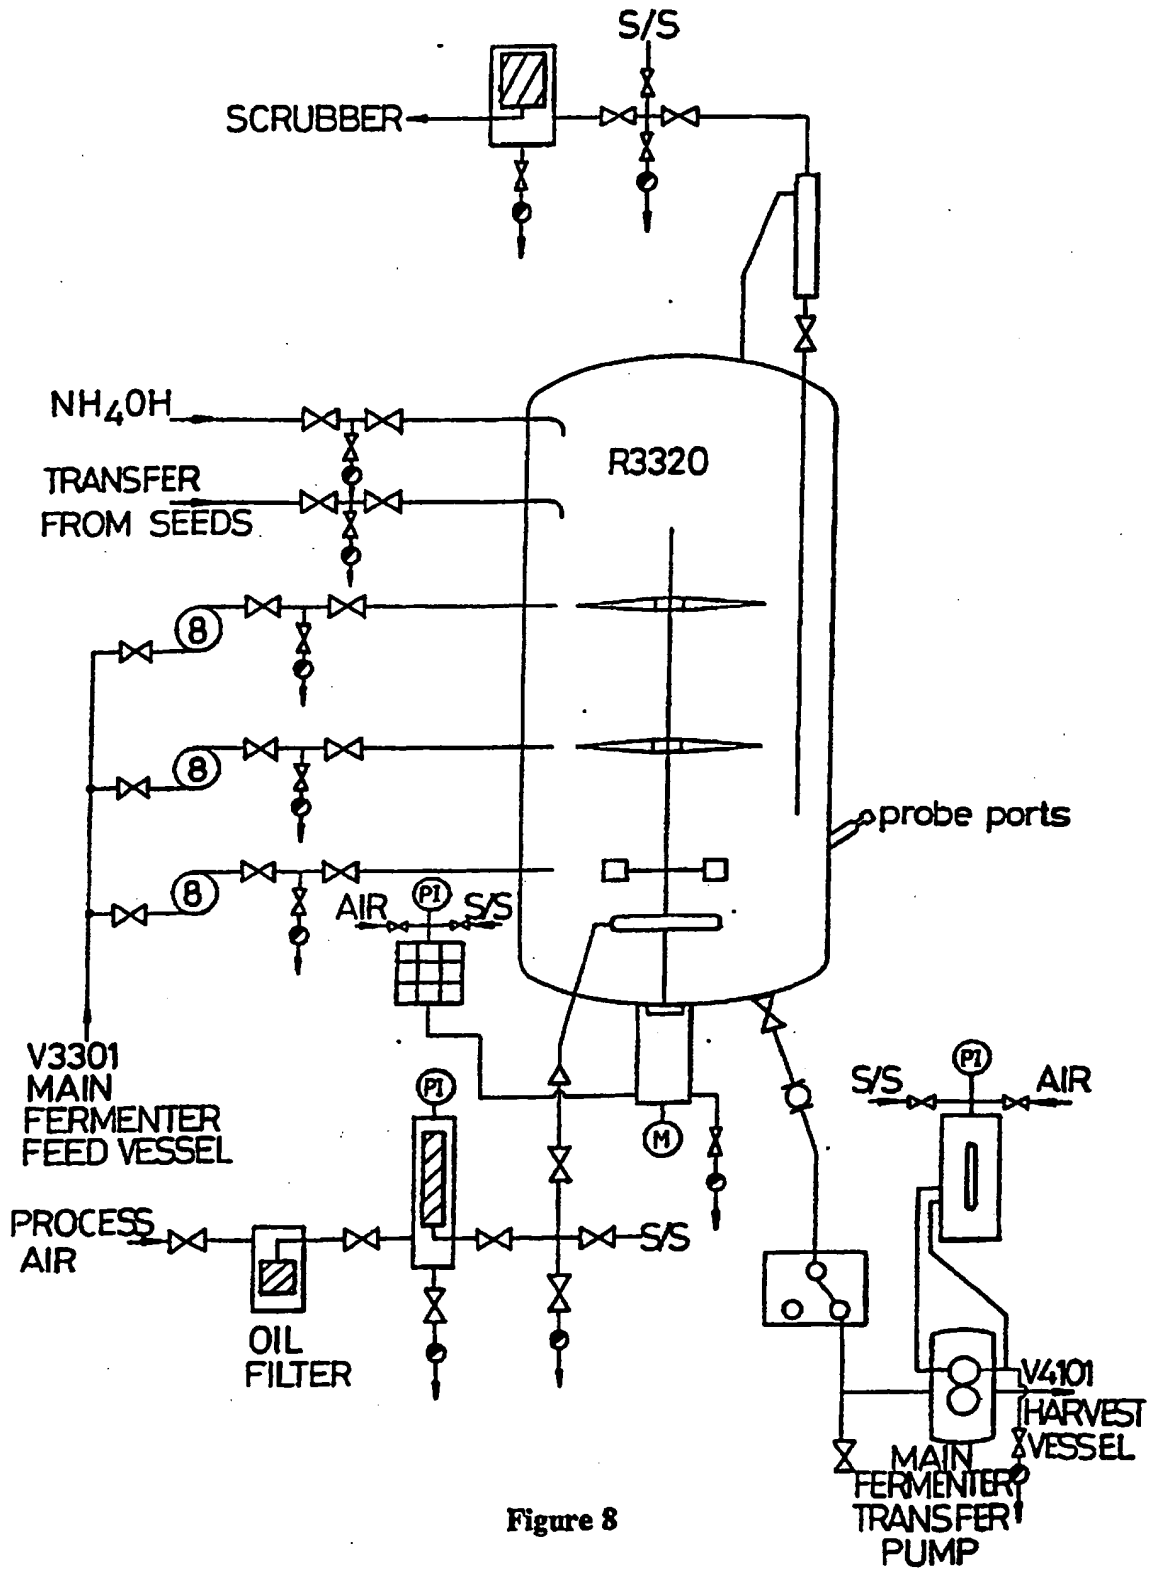 S/S
SCRUBBER
NH4OH
R3320
TRANSFER
FROM SEEDS
8
8
probe ports
8
PI
AIR
S/S
V3301
MAIN
FERMENTER
FEED VESSEL
PI
M
PI
S/S
AIR
PROCESS
AIR
S/S
OIL
FILTER
V4101
HARVEST
VESSEL
MAIN
FERMENTER
TRANSFER
PUMP
Figure 8